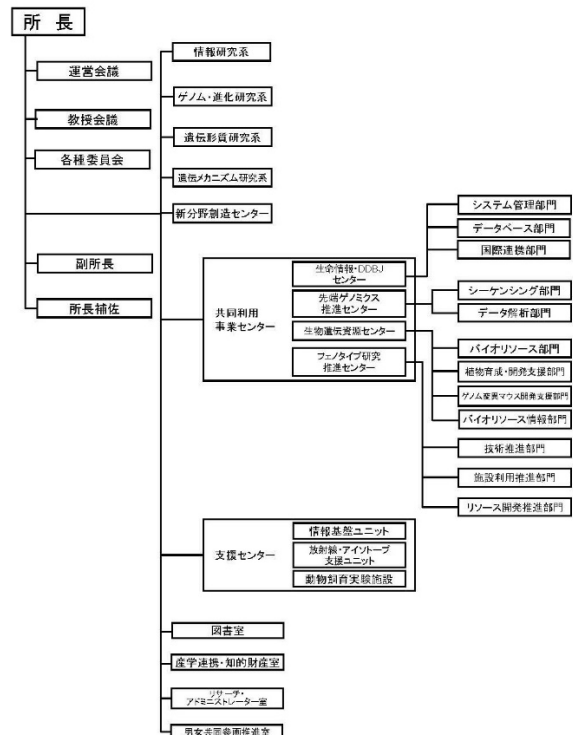 所長
運営会議
教授会議
各種委員会
副所長
所長補佐
情報研究系
ゲノム・進化研究系
遺伝形質研究系
遺伝メカニズム研究系
新分野創造センター
共同利用
事業センター
生命情報・DDBJ
センター
先端ゲノミクス
推進センター
生物遺伝資源センター
フェノタイプ研究
推進センター
システム管理部門
データベース部門
国際連携部門
シーケンシング部門
データ解析部門
バイオリソース部門
植物育成・開発支援部門
ゲノム変異マウス開発支援部門
バイオリソース情報部門
技術推進部門
施設利用推進部門
リソース開発推進部門
支援センター
情報基盤ユニット
放射線・アイソトープ
支援ユニット
動物飼育実験施設
図書室
産学連携・知的財産室
リサーチ・
アドミニストレーター室
男女共同参画推進室